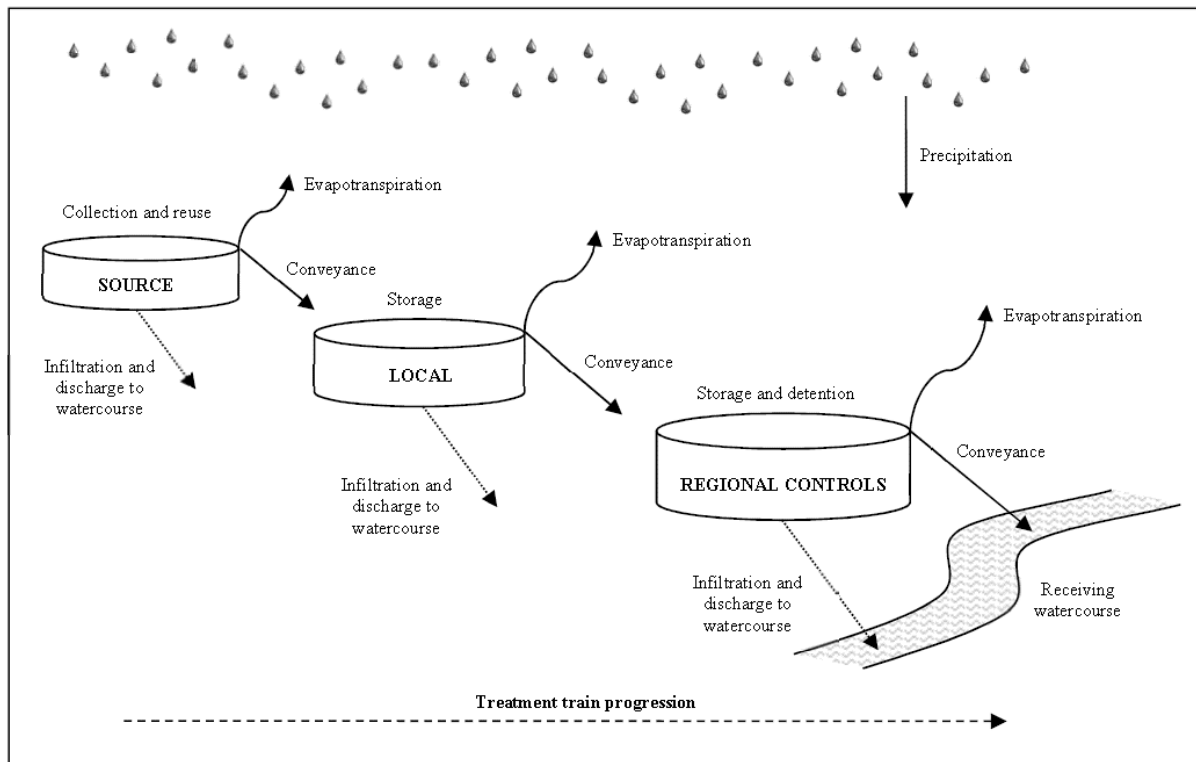 Precipitation
Evapotranspiration
Collection and reuse
SOURCE
Conveyance
Infiltration and
discharge to
watercourse
Evapotranspiration
Storage
LOCAL
Conveyance
Infiltration and
discharge to
watercourse
Evapotranspiration
Storage and detention
REGIONAL CONTROLS
Conveyance
Infiltration and
discharge to
watercourse
Receiving
watercourse
Treatment train progression